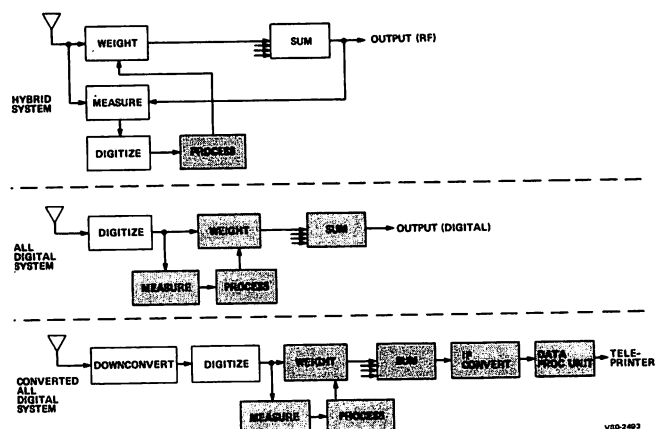 WEIGHT
SUM
OUTPUT (RF)
HYBRID
SYSTEM
MEASURE
DIGITIZE
PROCESS
ALL
DIGITAL
SYSTEM
DIGITIZE
WEIGHT
SUM
OUTPUT (DIGITAL)
MEASURE
PROCESS
CONVERTED
ALL
DIGITAL
SYSTEM
DOWNCONVERT
DIGITIZE
WEIGHT
SUM
IF
CONVERT
DATA
PROC UNIT
TELE-
PRINTER
MEASURE
PROCESS
VS0-2493